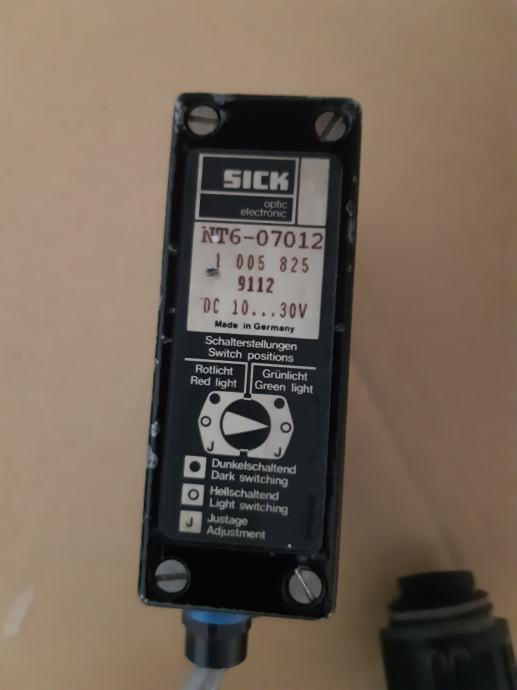 SICK
optic
electronic
NT6-07012
1 005 825
9112
DC 10...30V
Made in Germany
Schalterstellungen
Switch positions
Rotlicht
Red light
Grünlicht
Green light
J J
Dunkelschaltend
Dark switching
Hellschaltend
Light switching
J
Justage
Adjustment